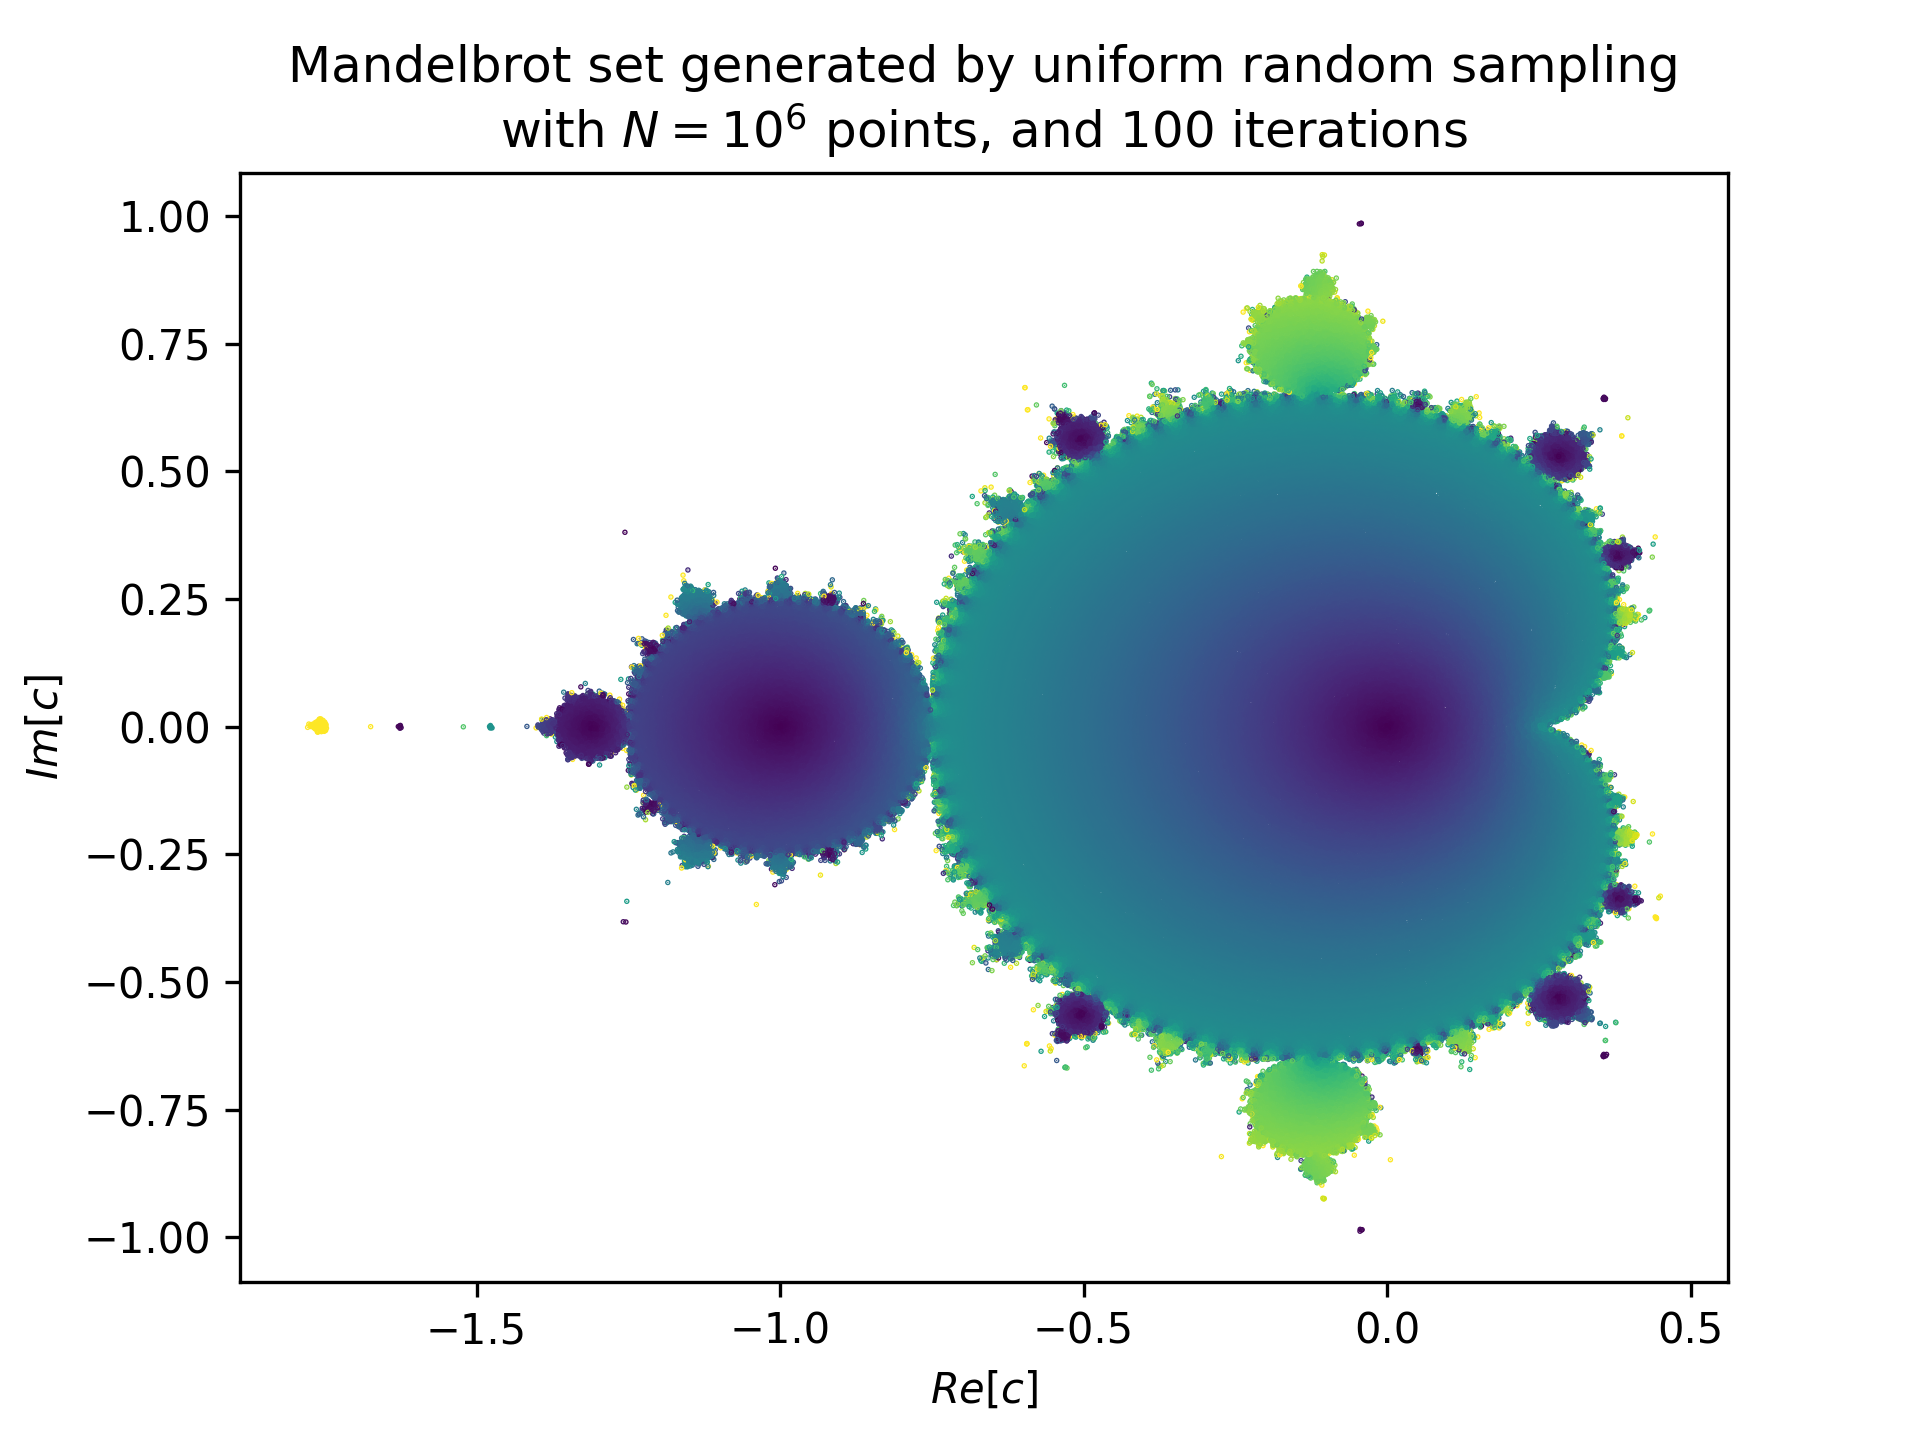 Mandelbrot set generated by uniform random sampling
with N = 10⁶ points, and 100 iterations
1.00
0.75
0.50
0.25
0.00
−0.25
−0.50
−0.75
−1.00
Im[c]
−1.5 −1.0 −0.5 0.0 0.5
Re[c]